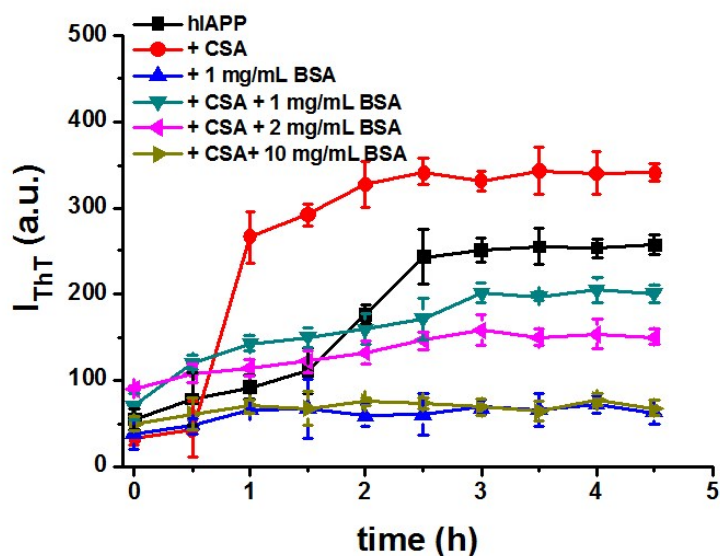 hIAPP
+ CSA
+ 1 mg/mL BSA
+ CSA + 1 mg/mL BSA
+ CSA + 2 mg/mL BSA
+ CSA+ 10 mg/mL BSA
500
400
300
200
100
0
I_ThT (a.u.)
0 1 2 3 4 5
time (h)